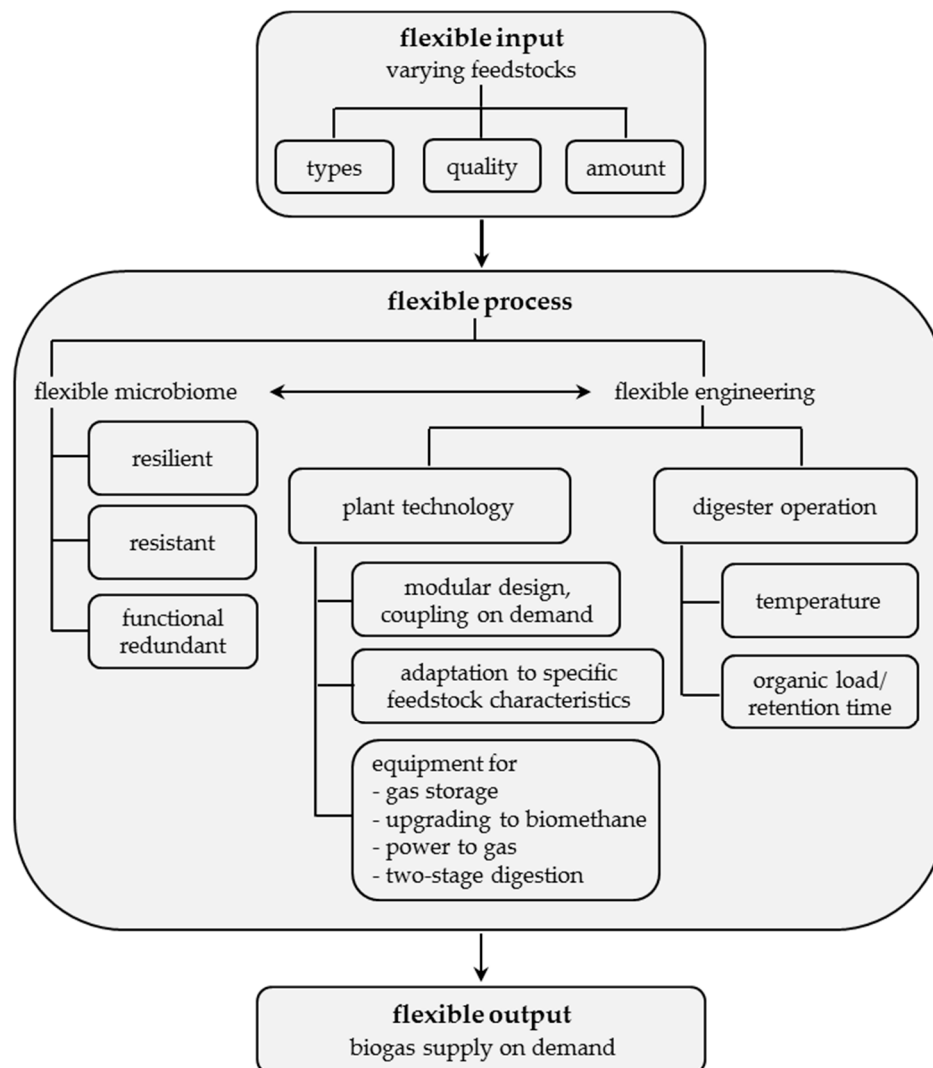 flexible input
varying feedstocks
types
quality
amount
flexible process
flexible microbiome
flexible engineering
resilient
resistant
functional
redundant
plant technology
modular design,
coupling on demand
adaptation to specific
feedstock characteristics
equipment for
- gas storage
- upgrading to biomethane
- power to gas
- two-stage digestion
digester operation
temperature
organic load/
retention time
flexible output
biogas supply on demand